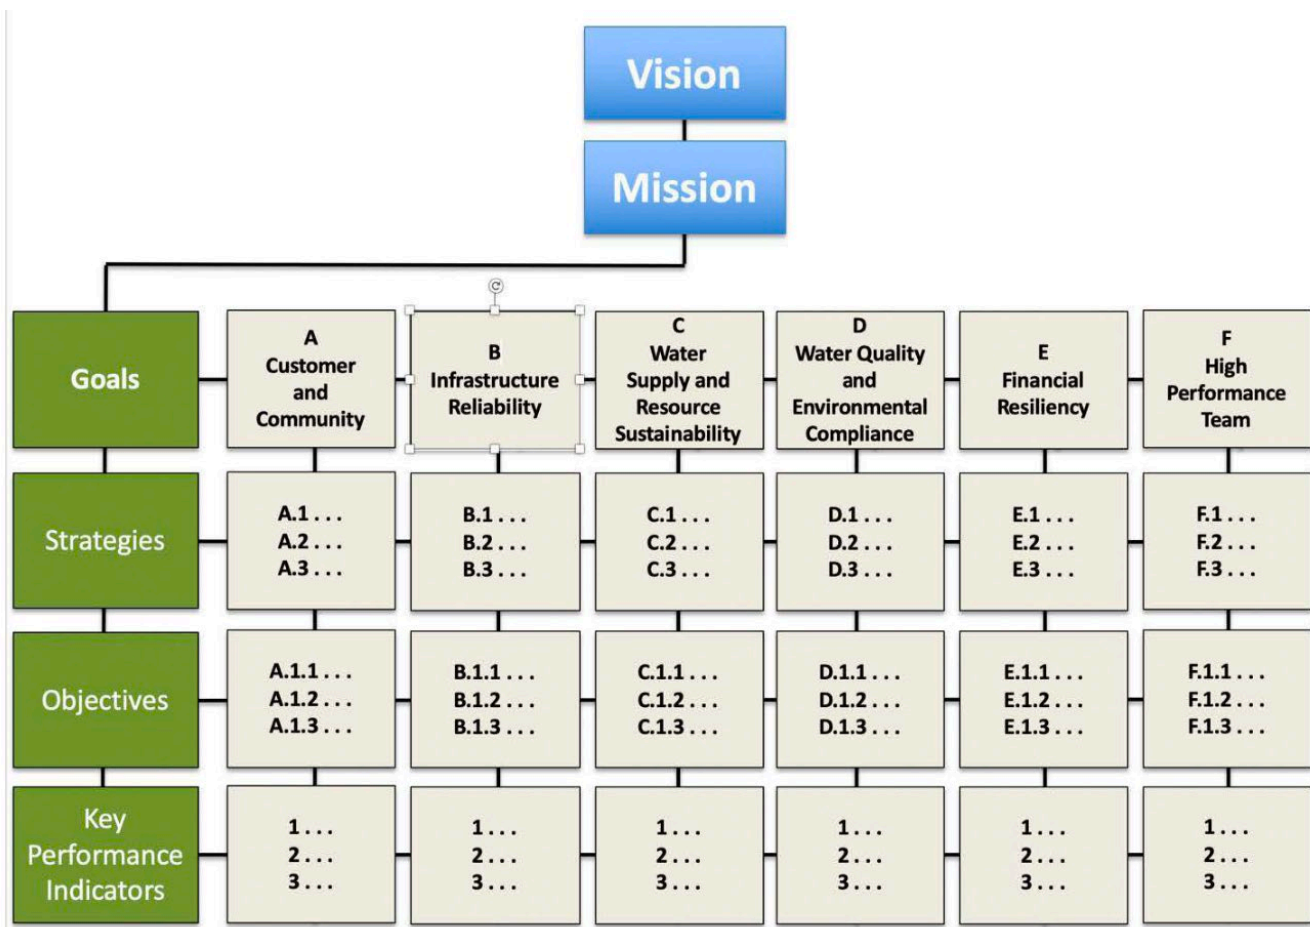 Vision
Mission
Goals
A
Customer
and
Community
B
Infrastructure
Reliability
C
Water
Supply and
Resource
Sustainability
D
Water Quality
and
Environmental
Compliance
E
Financial
Resiliency
F
High
Performance
Team
Strategies
A.1 . . .
A.2 . . .
A.3 . . .
B.1 . . .
B.2 . . .
B.3 . . .
C.1 . . .
C.2 . . .
C.3 . . .
D.1 . . .
D.2 . . .
D.3 . . .
E.1 . . .
E.2 . . .
E.3 . . .
F.1 . . .
F.2 . . .
F.3 . . .
Objectives
A.1.1 . . .
A.1.2 . . .
A.1.3 . . .
B.1.1 . . .
B.1.2 . . .
B.1.3 . . .
C.1.1 . . .
C.1.2 . . .
C.1.3 . . .
D.1.1 . . .
D.1.2 . . .
D.1.3 . . .
E.1.1 . . .
E.1.2 . . .
E.1.3 . . .
F.1.1 . . .
F.1.2 . . .
F.1.3 . . .
Key
Performance
Indicators
1 . . .
2 . . .
3 . . .
1 . . .
2 . . .
3 . . .
1 . . .
2 . . .
3 . . .
1 . . .
2 . . .
3 . . .
1 . . .
2 . . .
3 . . .
1 . . .
2 . . .
3 . . .